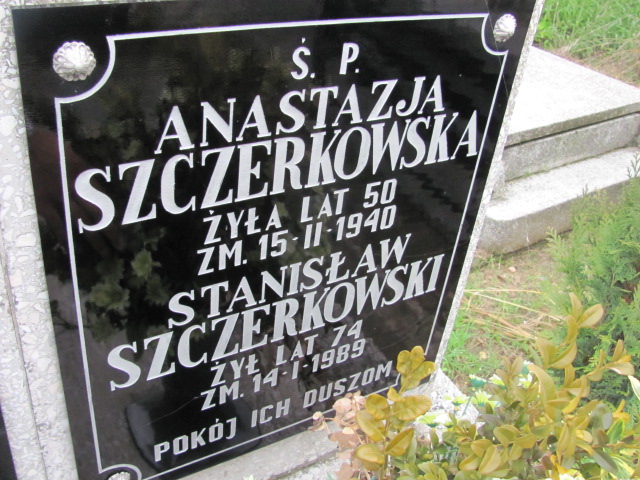 Ś. P.
ANASTAZJA
SZCZERKOWSKA
ŻYŁA LAT 50
ZM. 15-II-1940
STANISŁAW
SZCZERKOWSKI
ŻYŁ LAT 74
ZM. 14-I-1989
POKÓJ ICH DUSZOM